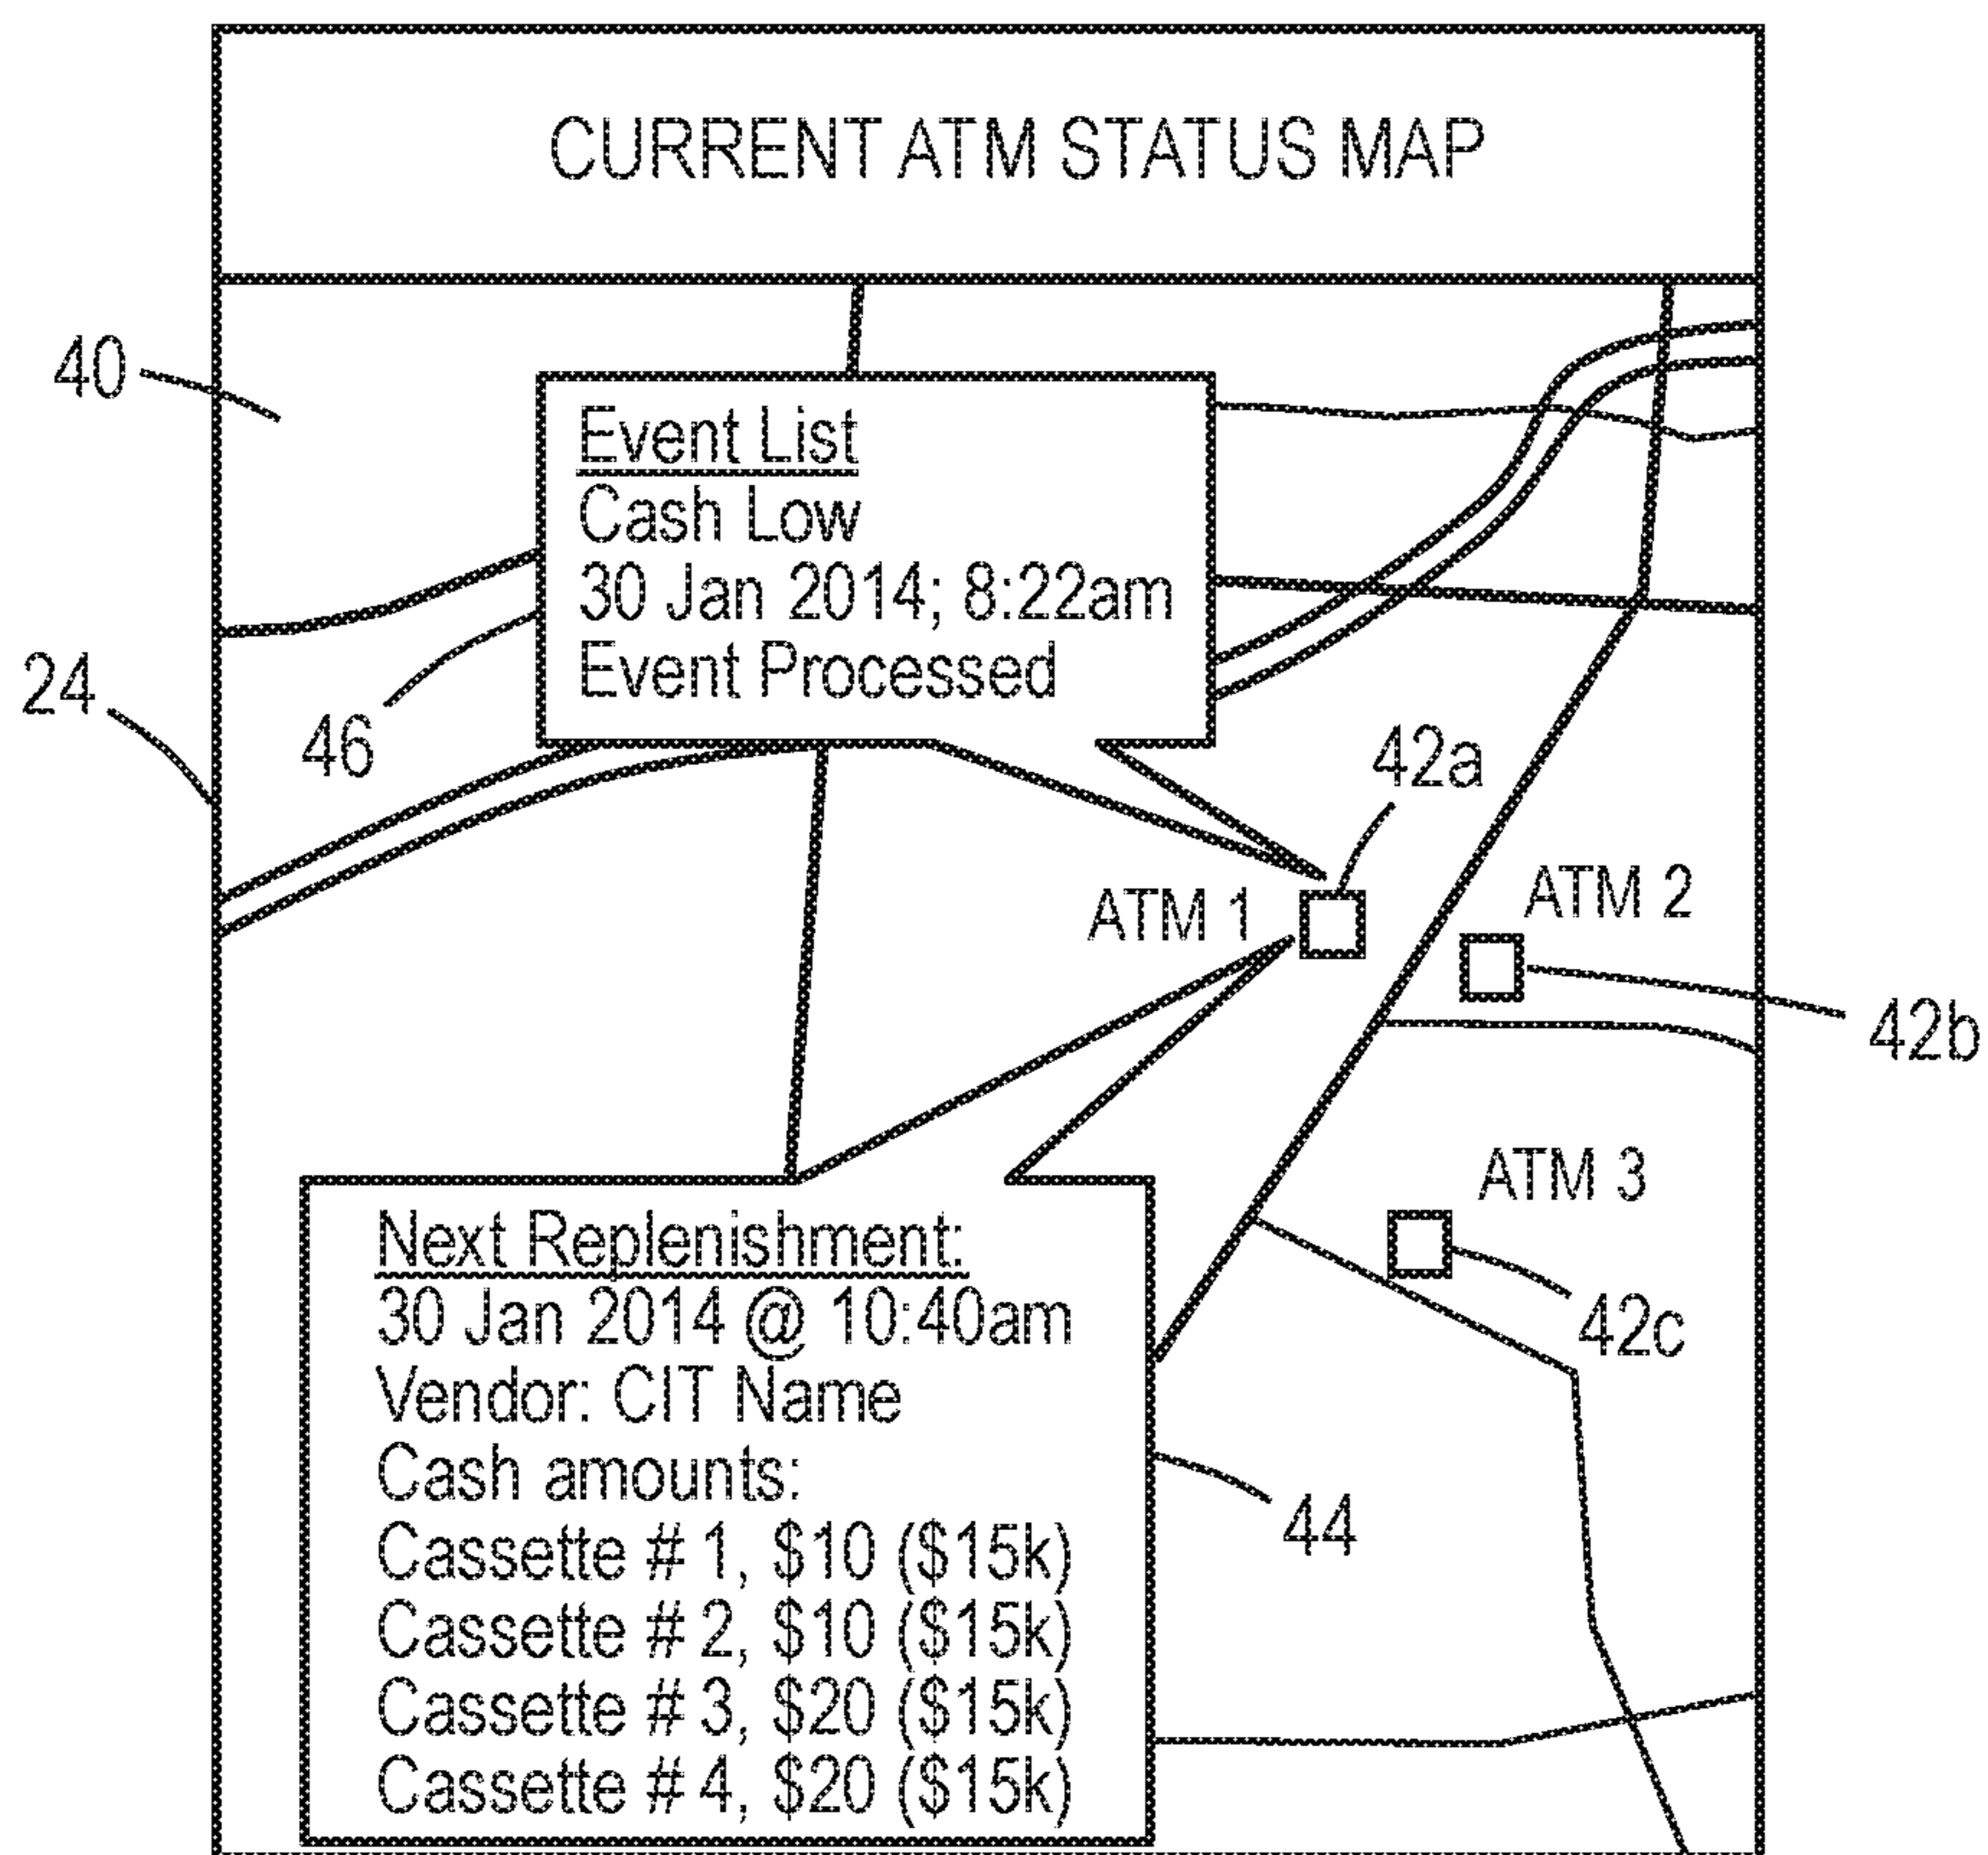 CURRENT ATM STATUS MAP
40
Event List
Cash Low
30 Jan 2014; 8:22am
Event Processed
24
46
42a
ATM 1
ATM 2
42b
ATM 3
42c
Next Replenishment:
30 Jan 2014 @ 10:40am
Vendor: CIT Name
Cash amounts:
Cassette # 1, $10 ($15k)
Cassette # 2, $10 ($15k)
Cassette # 3, $20 ($15k)
Cassette # 4, $20 ($15k)
44